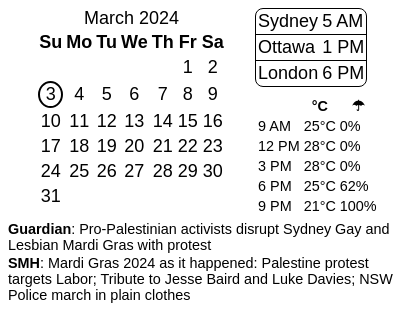 March 2024
Su Mo Tu We Th Fr Sa
1 2
3 4 5 6 7 8 9
10 11 12 13 14 15 16
17 18 19 20 21 22 23
24 25 26 27 28 29 30
31
Sydney 5 AM
Ottawa 1 PM
London 6 PM
°C ☂
9 AM 25°C 0%
12 PM 28°C 0%
3 PM 28°C 0%
6 PM 25°C 62%
9 PM 21°C 100%
Guardian: Pro-Palestinian activists disrupt Sydney Gay and
Lesbian Mardi Gras with protest
SMH: Mardi Gras 2024 as it happened: Palestine protest
targets Labor; Tribute to Jesse Baird and Luke Davies; NSW
Police march in plain clothes